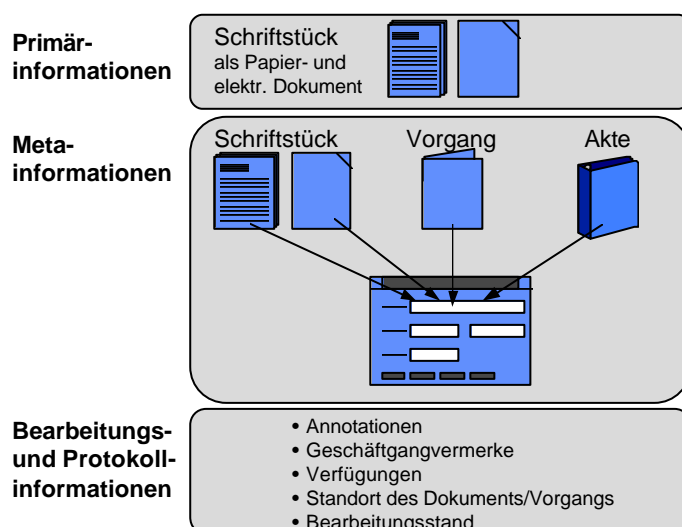 Primär-
informationen
Schriftstück
als Papier- und
elektr. Dokument
Meta-
informationen
Schriftstück
Vorgang
Akte
Bearbeitungs-
und Protokoll-
informationen
• Annotationen
• Geschäftgangvermerke
• Verfügungen
• Standort des Dokuments/Vorgangs
• Bearbeitungsstand